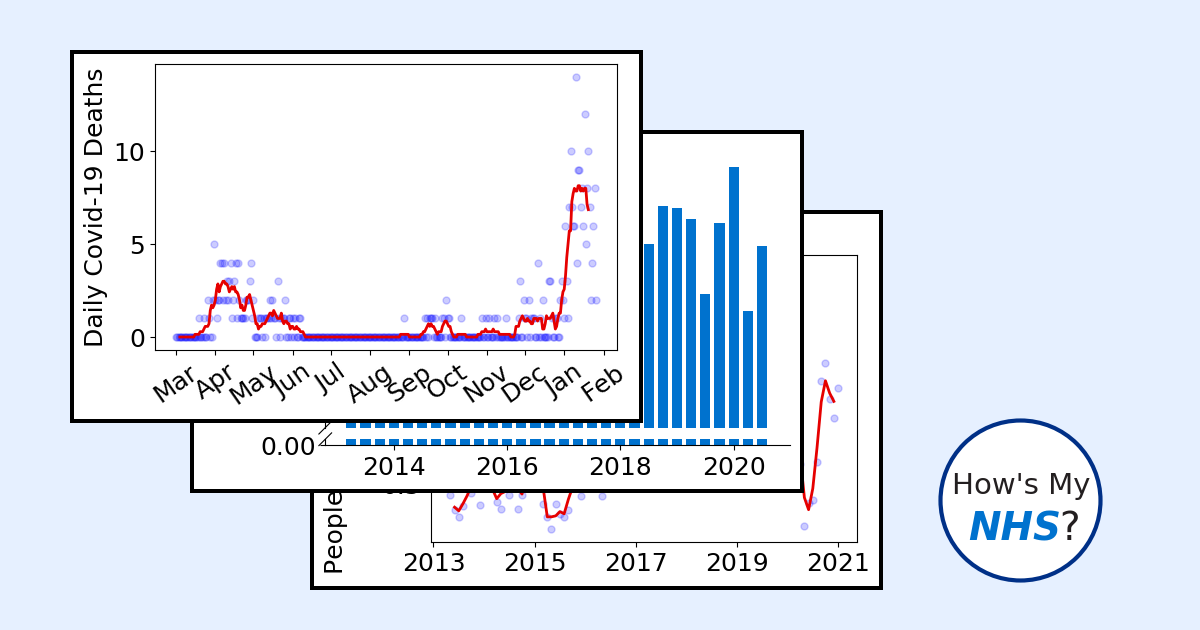 Daily Covid-19 Deaths
10
5
0
Mar Apr May Jun Jul Aug Sep Oct Nov Dec Jan Feb
0.00
2014 2016 2018 2020
People
2013 2015 2017 2019 2021
How's My
NHS?